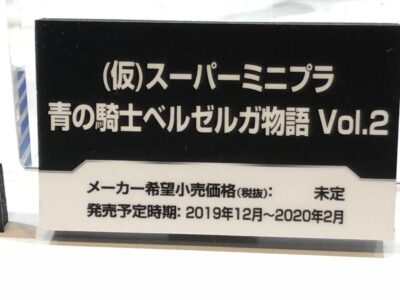 (仮)スーパーミニプラ
青の騎士ベルゼルガ物語 Vol.2
メーカー希望小売価格(税抜): 未定
発売予定時期: 2019年12月～2020年2月